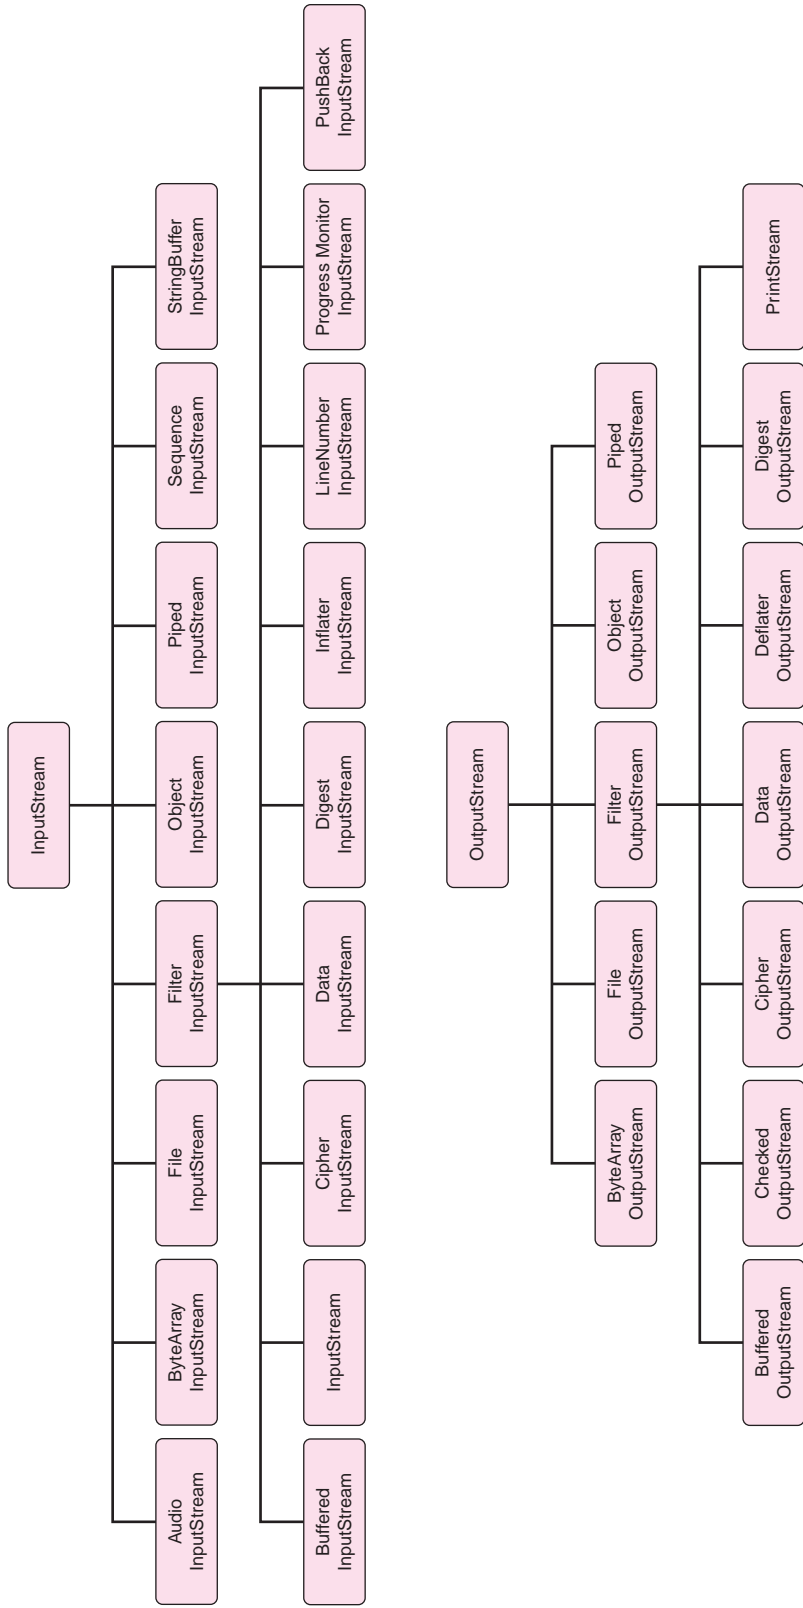 InputStream
Audio
InputStream
ByteArray
InputStream
File
InputStream
Filter
InputStream
Object
InputStream
Piped
InputStream
Sequence
InputStream
StringBuffer
InputStream
Buffered
InputStream
InputStream
Cipher
InputStream
Data
InputStream
Digest
InputStream
Inflater
InputStream
LineNumber
InputStream
Progress Monitor
InputStream
PushBack
InputStream
OutputStream
ByteArray
OutputStream
File
OutputStream
Filter
OutputStream
Object
OutputStream
Piped
OutputStream
Buffered
OutputStream
Checked
OutputStream
Cipher
OutputStream
Data
OutputStream
Deflater
OutputStream
Digest
OutputStream
PrintStream